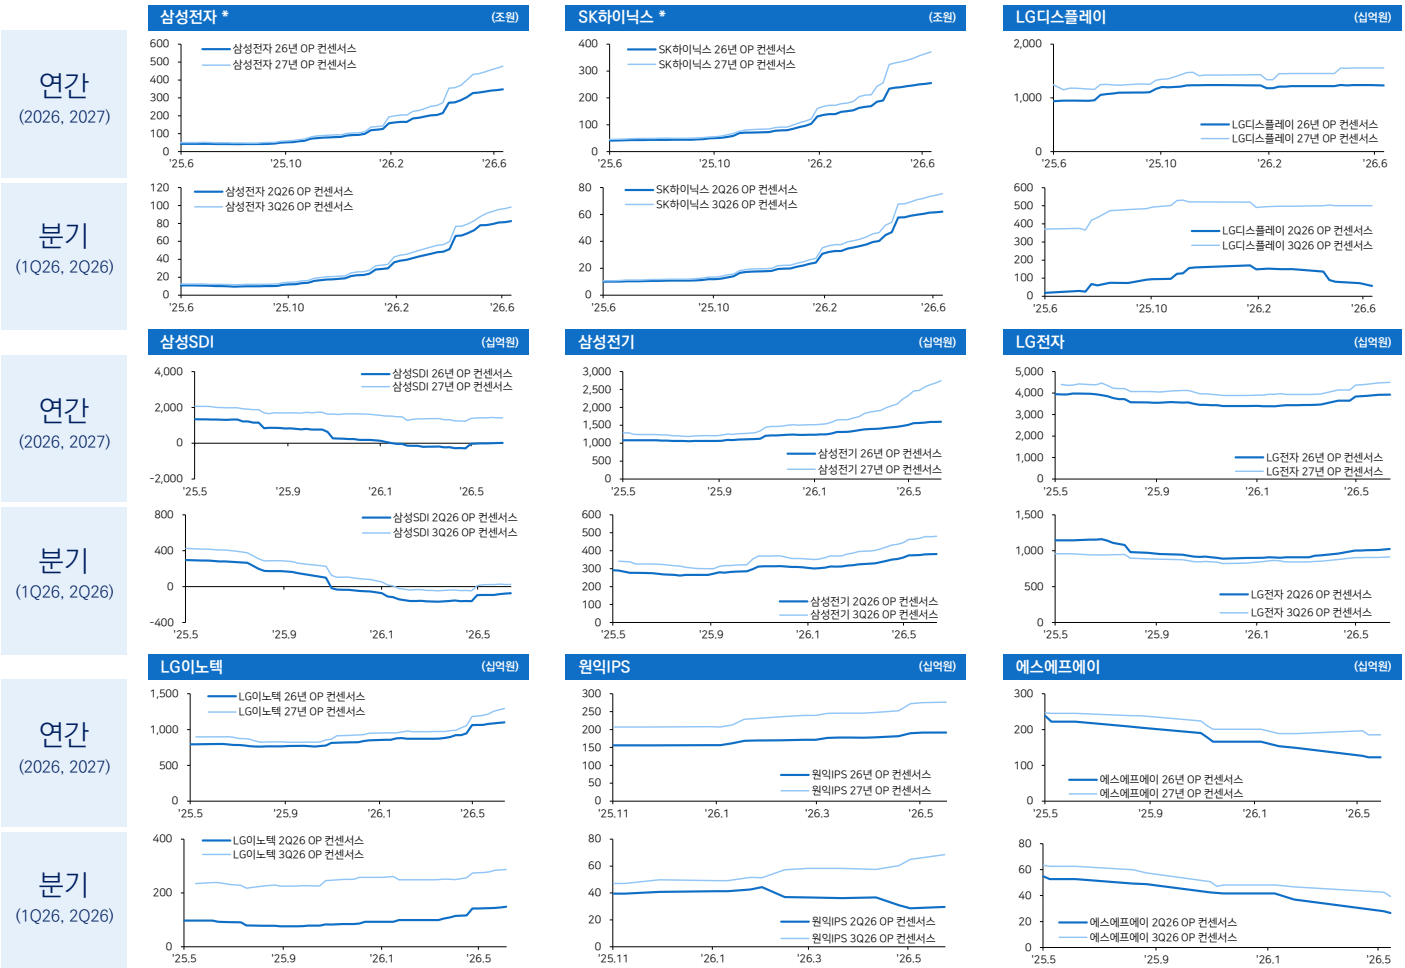 삼성전자 * (조원)
SK하이닉스 * (조원)
LG디스플레이 (십억원)
연간
(2026, 2027)
600
500
400
300
200
100
0
삼성전자 26년 OP 컨센서스
삼성전자 27년 OP 컨센서스
'25.6 '25.10 '26.2 '26.6
400
300
200
100
0
SK하이닉스 26년 OP 컨센서스
SK하이닉스 27년 OP 컨센서스
'25.6 '25.10 '26.2 '26.6
2,000
1,000
0
LG디스플레이 26년 OP 컨센서스
LG디스플레이 27년 OP 컨센서스
'25.6 '25.10 '26.2 '26.6
분기
(1Q26, 2Q26)
120
100
80
60
40
20
0
삼성전자 2Q26 OP 컨센서스
삼성전자 3Q26 OP 컨센서스
'25.6 '25.10 '26.2 '26.6
80
60
40
20
0
SK하이닉스 2Q26 OP 컨센서스
SK하이닉스 3Q26 OP 컨센서스
'25.6 '25.10 '26.2 '26.6
600
500
400
300
200
100
0
LG디스플레이 2Q26 OP 컨센서스
LG디스플레이 3Q26 OP 컨센서스
'25.6 '25.10 '26.2 '26.6
삼성SDI (십억원)
삼성전기 (십억원)
LG전자 (십억원)
연간
(2026, 2027)
4,000
2,000
0
-2,000
삼성SDI 26년 OP 컨센서스
삼성SDI 27년 OP 컨센서스
'25.5 '25.9 '26.1 '26.5
3,000
2,500
2,000
1,500
1,000
500
0
삼성전기 26년 OP 컨센서스
삼성전기 27년 OP 컨센서스
'25.5 '25.9 '26.1 '26.5
5,000
4,000
3,000
2,000
1,000
0
LG전자 26년 OP 컨센서스
LG전자 27년 OP 컨센서스
'25.5 '25.9 '26.1 '26.5
분기
(1Q26, 2Q26)
800
400
0
-400
삼성SDI 2Q26 OP 컨센서스
삼성SDI 3Q26 OP 컨센서스
'25.5 '25.9 '26.1 '26.5
600
500
400
300
200
100
0
삼성전기 2Q26 OP 컨센서스
삼성전기 3Q26 OP 컨센서스
'25.5 '25.9 '26.1 '26.5
1,500
1,000
500
0
LG전자 2Q26 OP 컨센서스
LG전자 3Q26 OP 컨센서스
'25.5 '25.9 '26.1 '26.5
LG이노텍 (십억원)
원익IPS (십억원)
에스에프에이 (십억원)
연간
(2026, 2027)
1,500
1,000
500
0
LG이노텍 26년 OP 컨센서스
LG이노텍 27년 OP 컨센서스
'25.5 '25.9 '26.1 '26.5
300
250
200
150
100
50
0
원익IPS 26년 OP 컨센서스
원익IPS 27년 OP 컨센서스
'25.11 '26.1 '26.3 '26.5
300
200
100
0
에스에프에이 26년 OP 컨센서스
에스에프에이 27년 OP 컨센서스
'25.5 '25.9 '26.1 '26.5
분기
(1Q26, 2Q26)
400
200
0
LG이노텍 2Q26 OP 컨센서스
LG이노텍 3Q26 OP 컨센서스
'25.5 '25.9 '26.1 '26.5
80
60
40
20
0
원익IPS 2Q26 OP 컨센서스
원익IPS 3Q26 OP 컨센서스
'25.11 '26.1 '26.3 '26.5
80
60
40
20
0
에스에프에이 2Q26 OP 컨센서스
에스에프에이 3Q26 OP 컨센서스
'25.5 '25.9 '26.1 '26.5